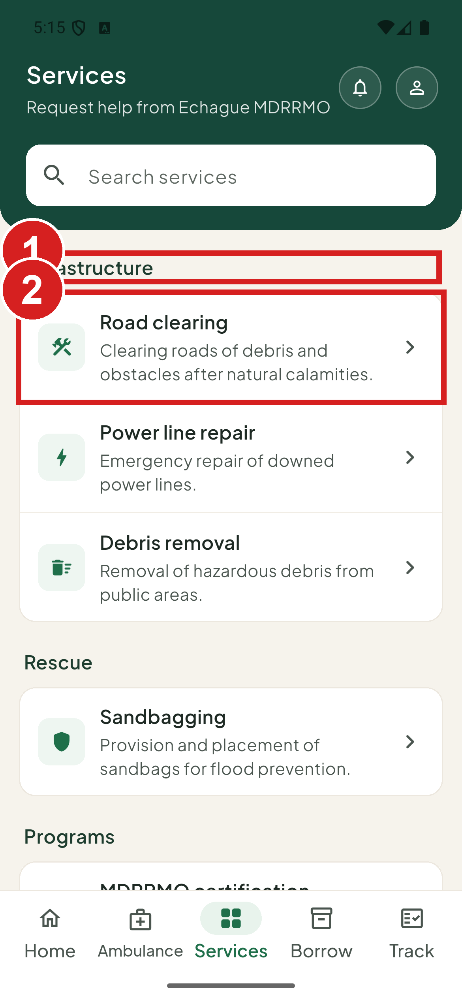 5:15
A
Services
Request help from Echague MDRRMO
Search services
1
astructure
2
Road clearing
Clearing roads of debris and
obstacles after natural calamities.
Power line repair
Emergency repair of downed
power lines.
Debris removal
Removal of hazardous debris from
public areas.
Rescue
Sandbagging
Provision and placement of
sandbags for flood prevention.
Programs
MDRRMO certification
Home
Ambulance
Services
Borrow
Track